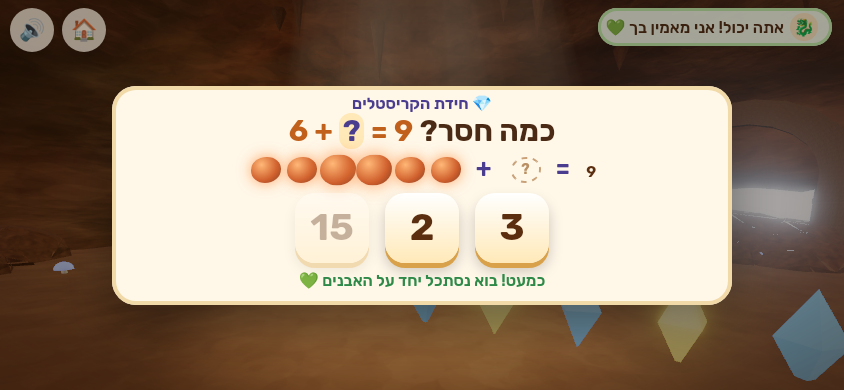 אתה יכול! אני מאמין בך 💚
💎 חידת הקריסטלים
כמה חסר? 6 + ? = 9
+ ? = 9
15 2 3
כמעט! בוא נסתכל יחד על האבנים 💚